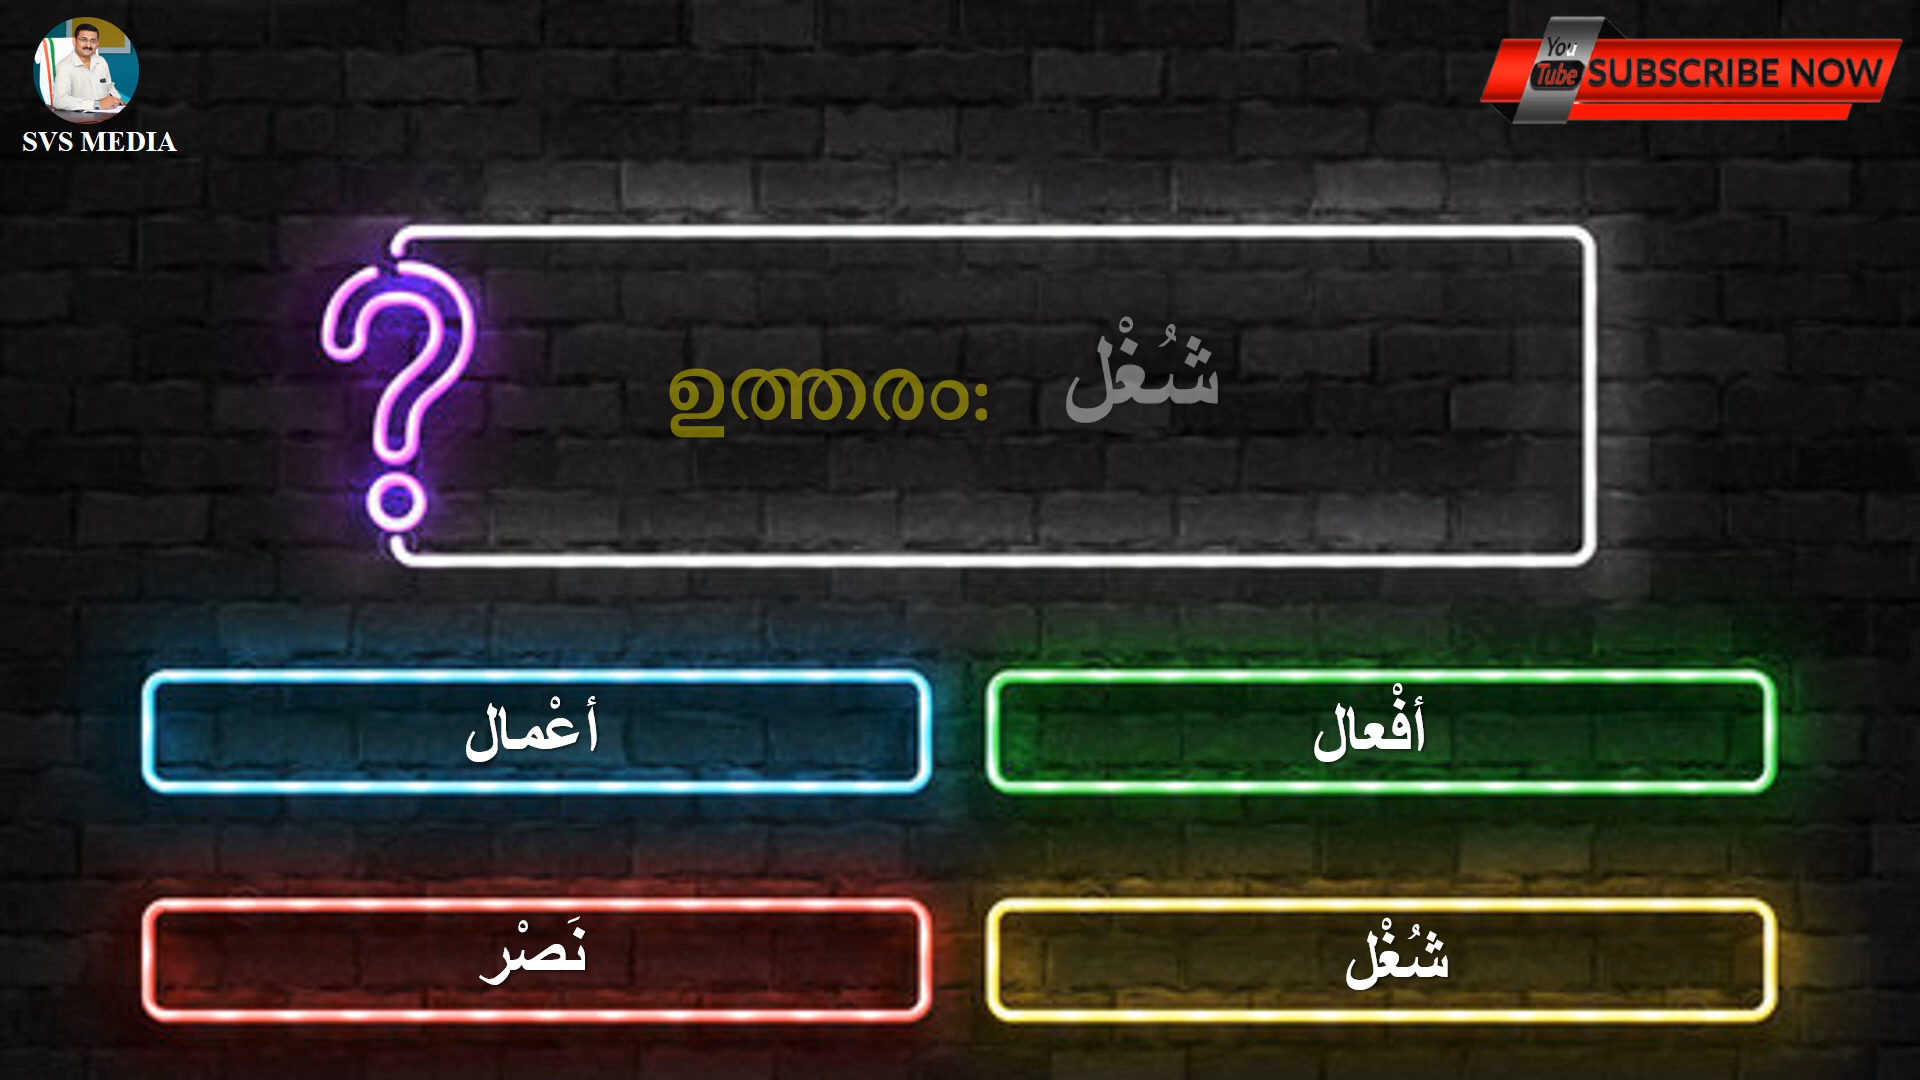 SVS MEDIA
You Tube SUBSCRIBE NOW
ഉത്തരം: شُغْل
أعْمال
أفْعال
نَصْر
شُغْل